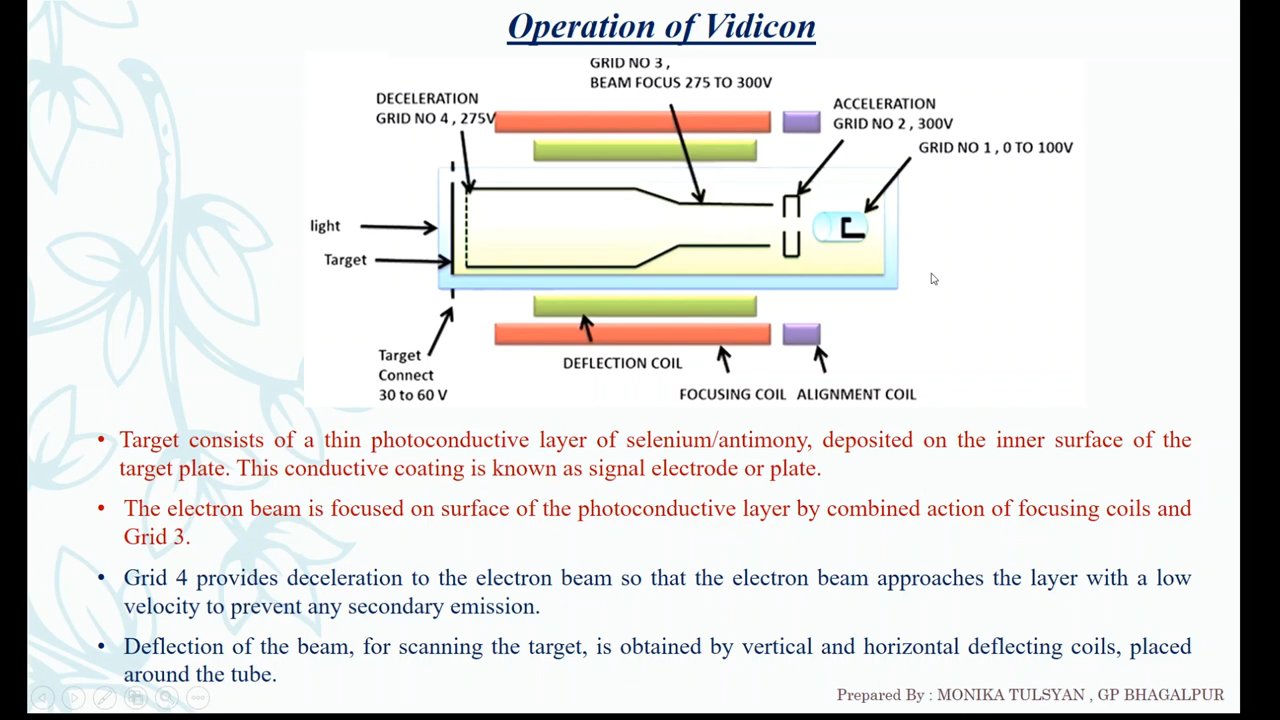 Operation of Vidicon
GRID NO 3 ,
BEAM FOCUS 275 TO 300V
DECELERATION
GRID NO 4 , 275V
ACCELERATION
GRID NO 2 , 300V
GRID NO 1 , 0 TO 100V
light
Target
Target
Connect
30 to 60 V
DEFLECTION COIL
FOCUSING COIL
ALIGNMENT COIL
• Target consists of a thin photoconductive layer of selenium/antimony, deposited on the inner surface of the
target plate. This conductive coating is known as signal electrode or plate.
• The electron beam is focused on surface of the photoconductive layer by combined action of focusing coils and
Grid 3.
• Grid 4 provides deceleration to the electron beam so that the electron beam approaches the layer with a low
velocity to prevent any secondary emission.
• Deflection of the beam, for scanning the target, is obtained by vertical and horizontal deflecting coils, placed
around the tube.
Prepared By : MONIKA TULSYAN , GP BHAGALPUR